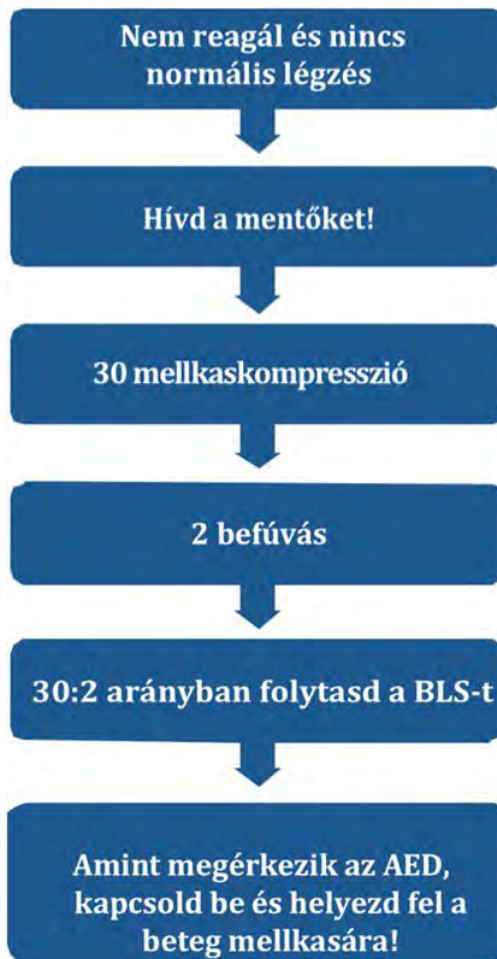 Nem reagál és nincs
normális légzés
Hívd a mentőket!
30 mellkaskompresszió
2 befúvás
30:2 arányban folytasd a BLS-t
Amint megérkezik az AED,
kapcsold be és helyezd fel a
beteg mellkasára!